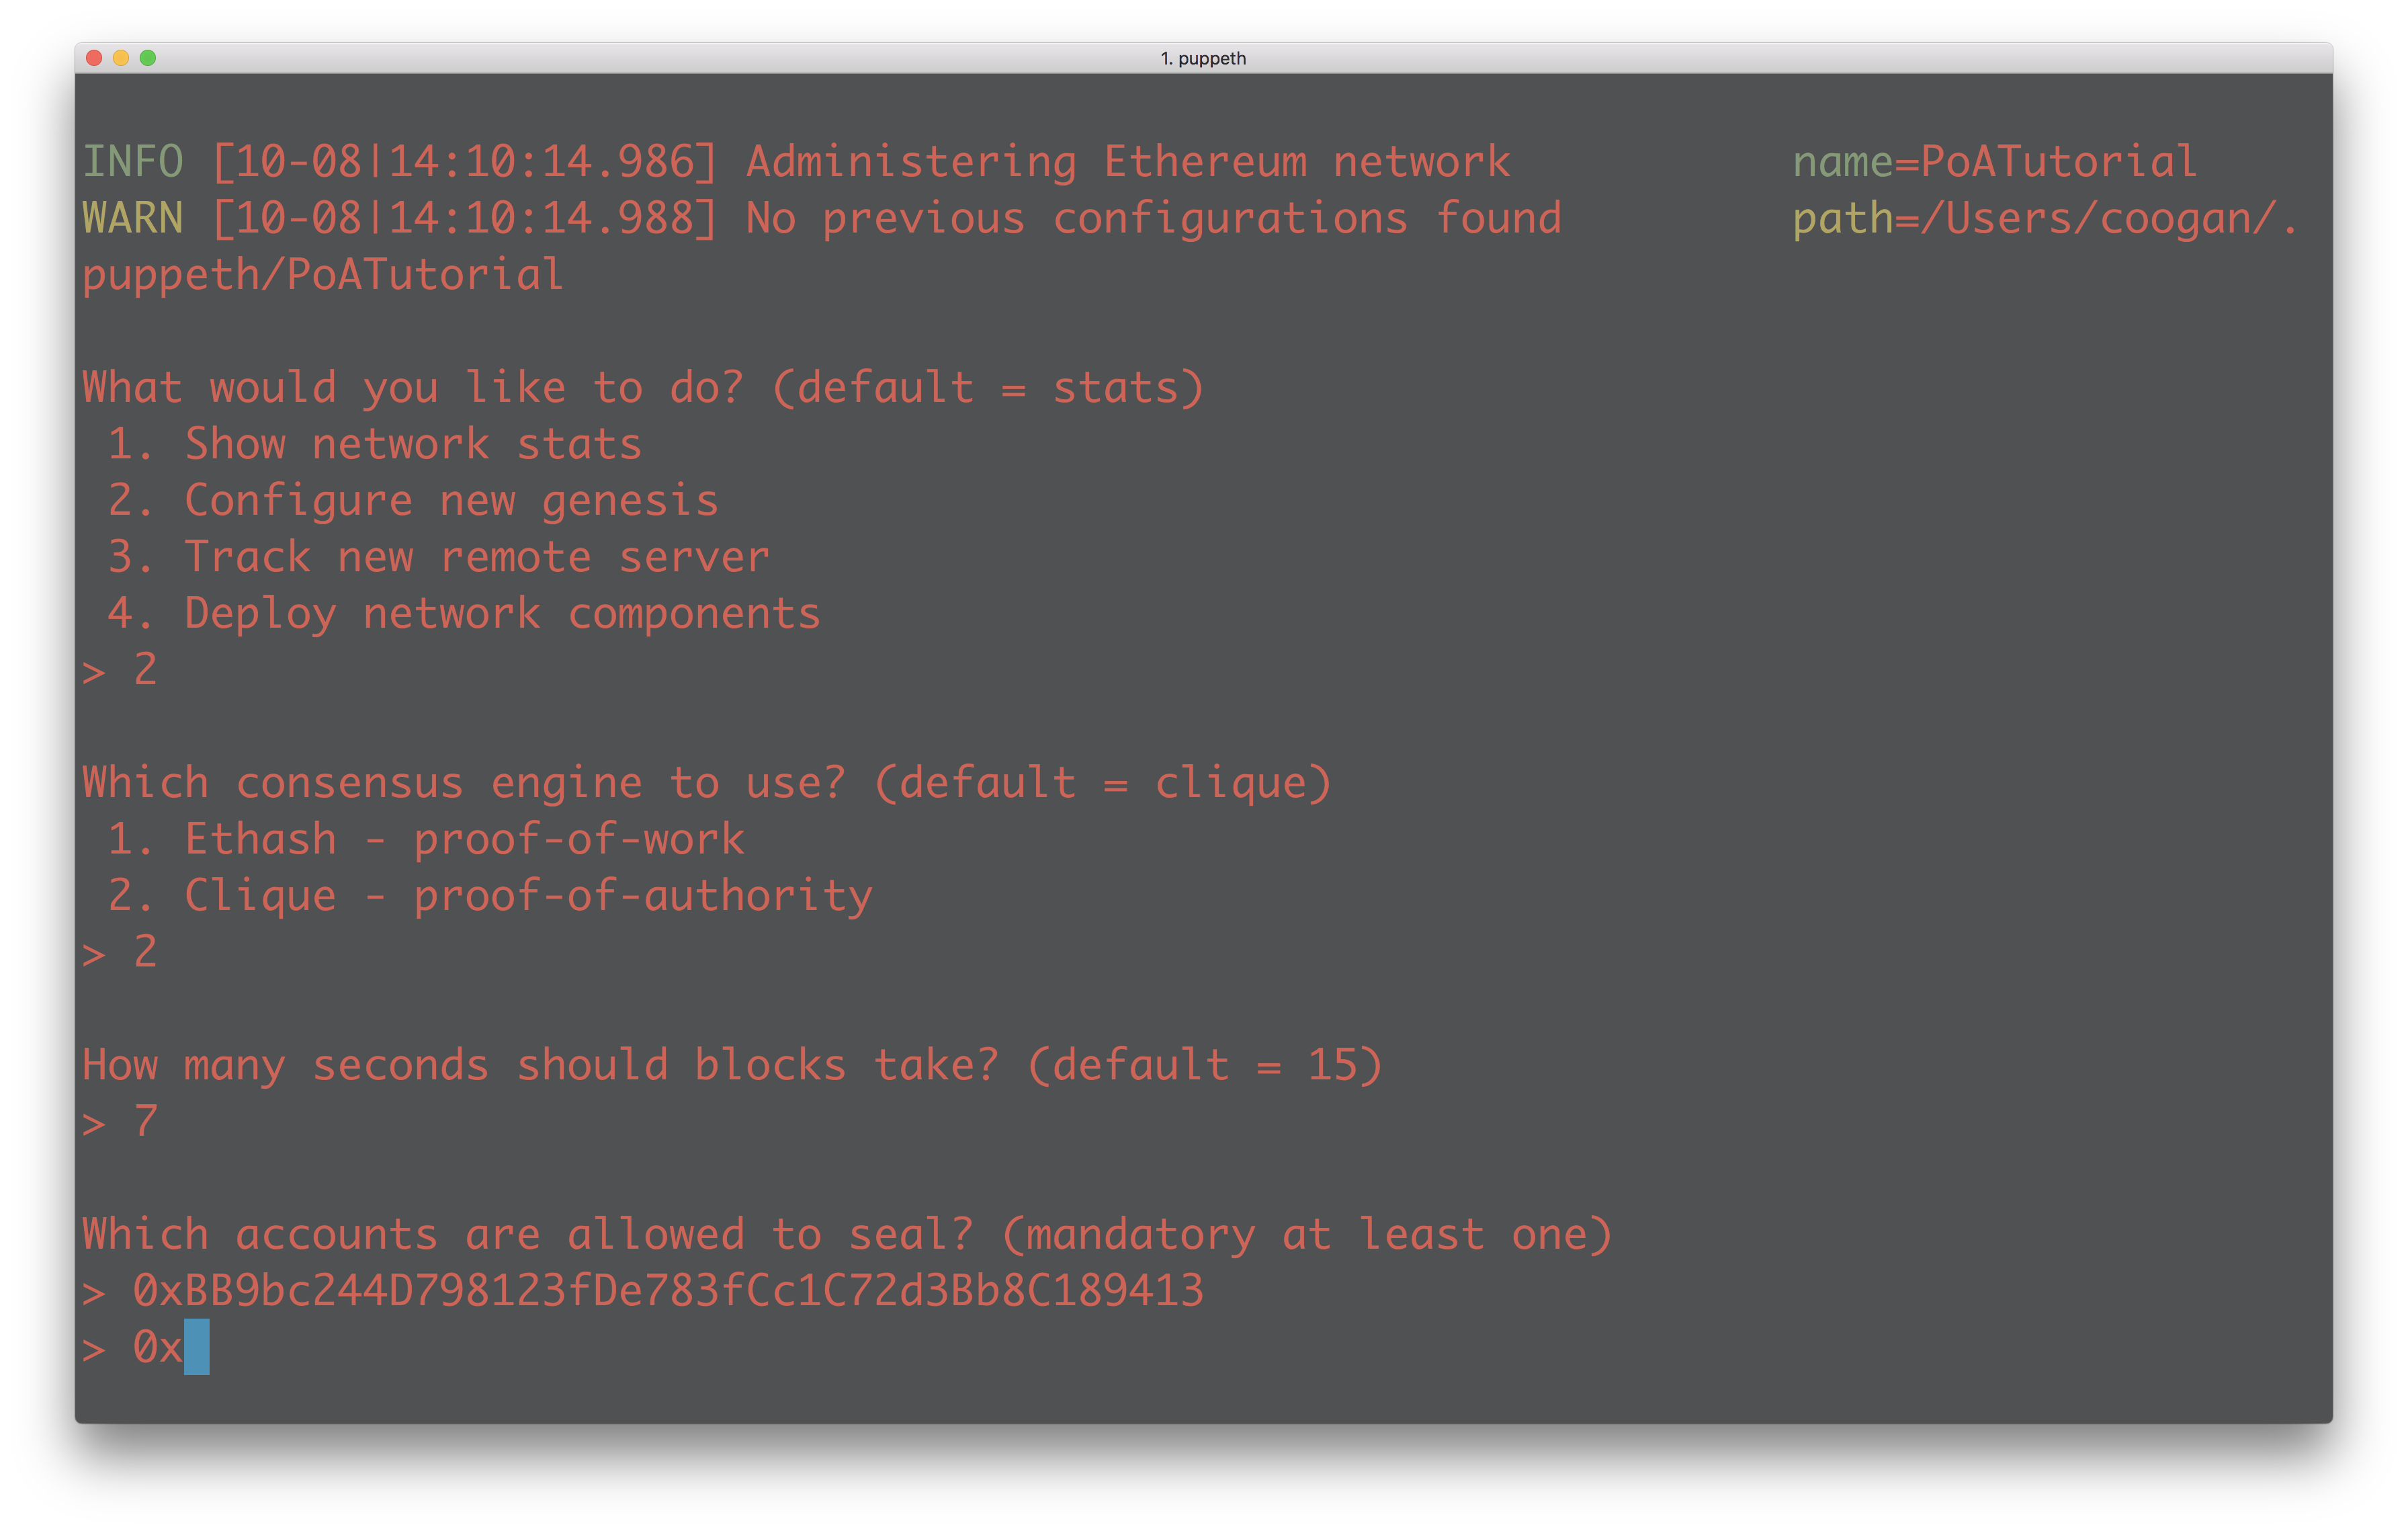 1. puppeth
INFO [10-08|14:10:14.986] Administering Ethereum network name=PoATutorial
WARN [10-08|14:10:14.988] No previous configurations found path=/Users/coogan/.
puppeth/PoATutorial
What would you like to do? (default = stats)
1. Show network stats
2. Configure new genesis
3. Track new remote server
4. Deploy network components
> 2
Which consensus engine to use? (default = clique)
1. Ethash - proof-of-work
2. Clique - proof-of-authority
> 2
How many seconds should blocks take? (default = 15)
> 7
Which accounts are allowed to seal? (mandatory at least one)
> 0xBB9bc244D798123fDe783fCc1C72d3Bb8C189413
> 0x